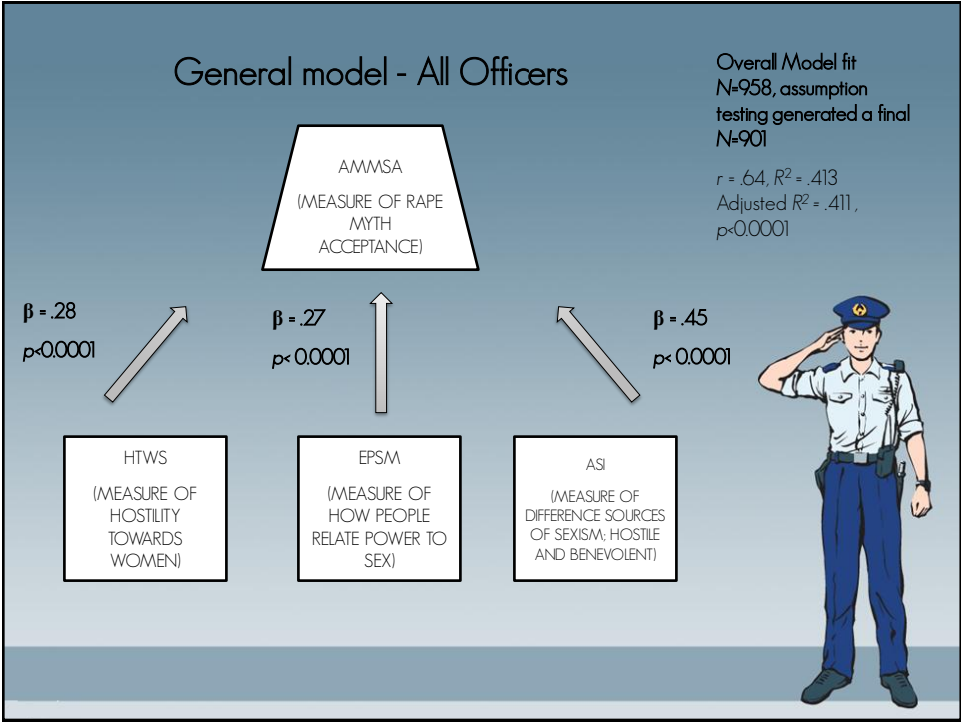 General model - All Officers
Overall Model fit
N=958, assumption
testing generated a final
N=901
r = .64, R² = .413
Adjusted R² = .411,
p<0.0001
AMMSA
(MEASURE OF RAPE
MYTH
ACCEPTANCE)
β = .28
p<0.0001
β = .27
p< 0.0001
β = .45
p< 0.0001
HTWS
(MEASURE OF
HOSTILITY
TOWARDS
WOMEN)
EPSM
(MEASURE OF
HOW PEOPLE
RELATE POWER TO
SEX)
ASI
(MEASURE OF
DIFFERENCE SOURCES
OF SEXISM; HOSTILE
AND BENEVOLENT)